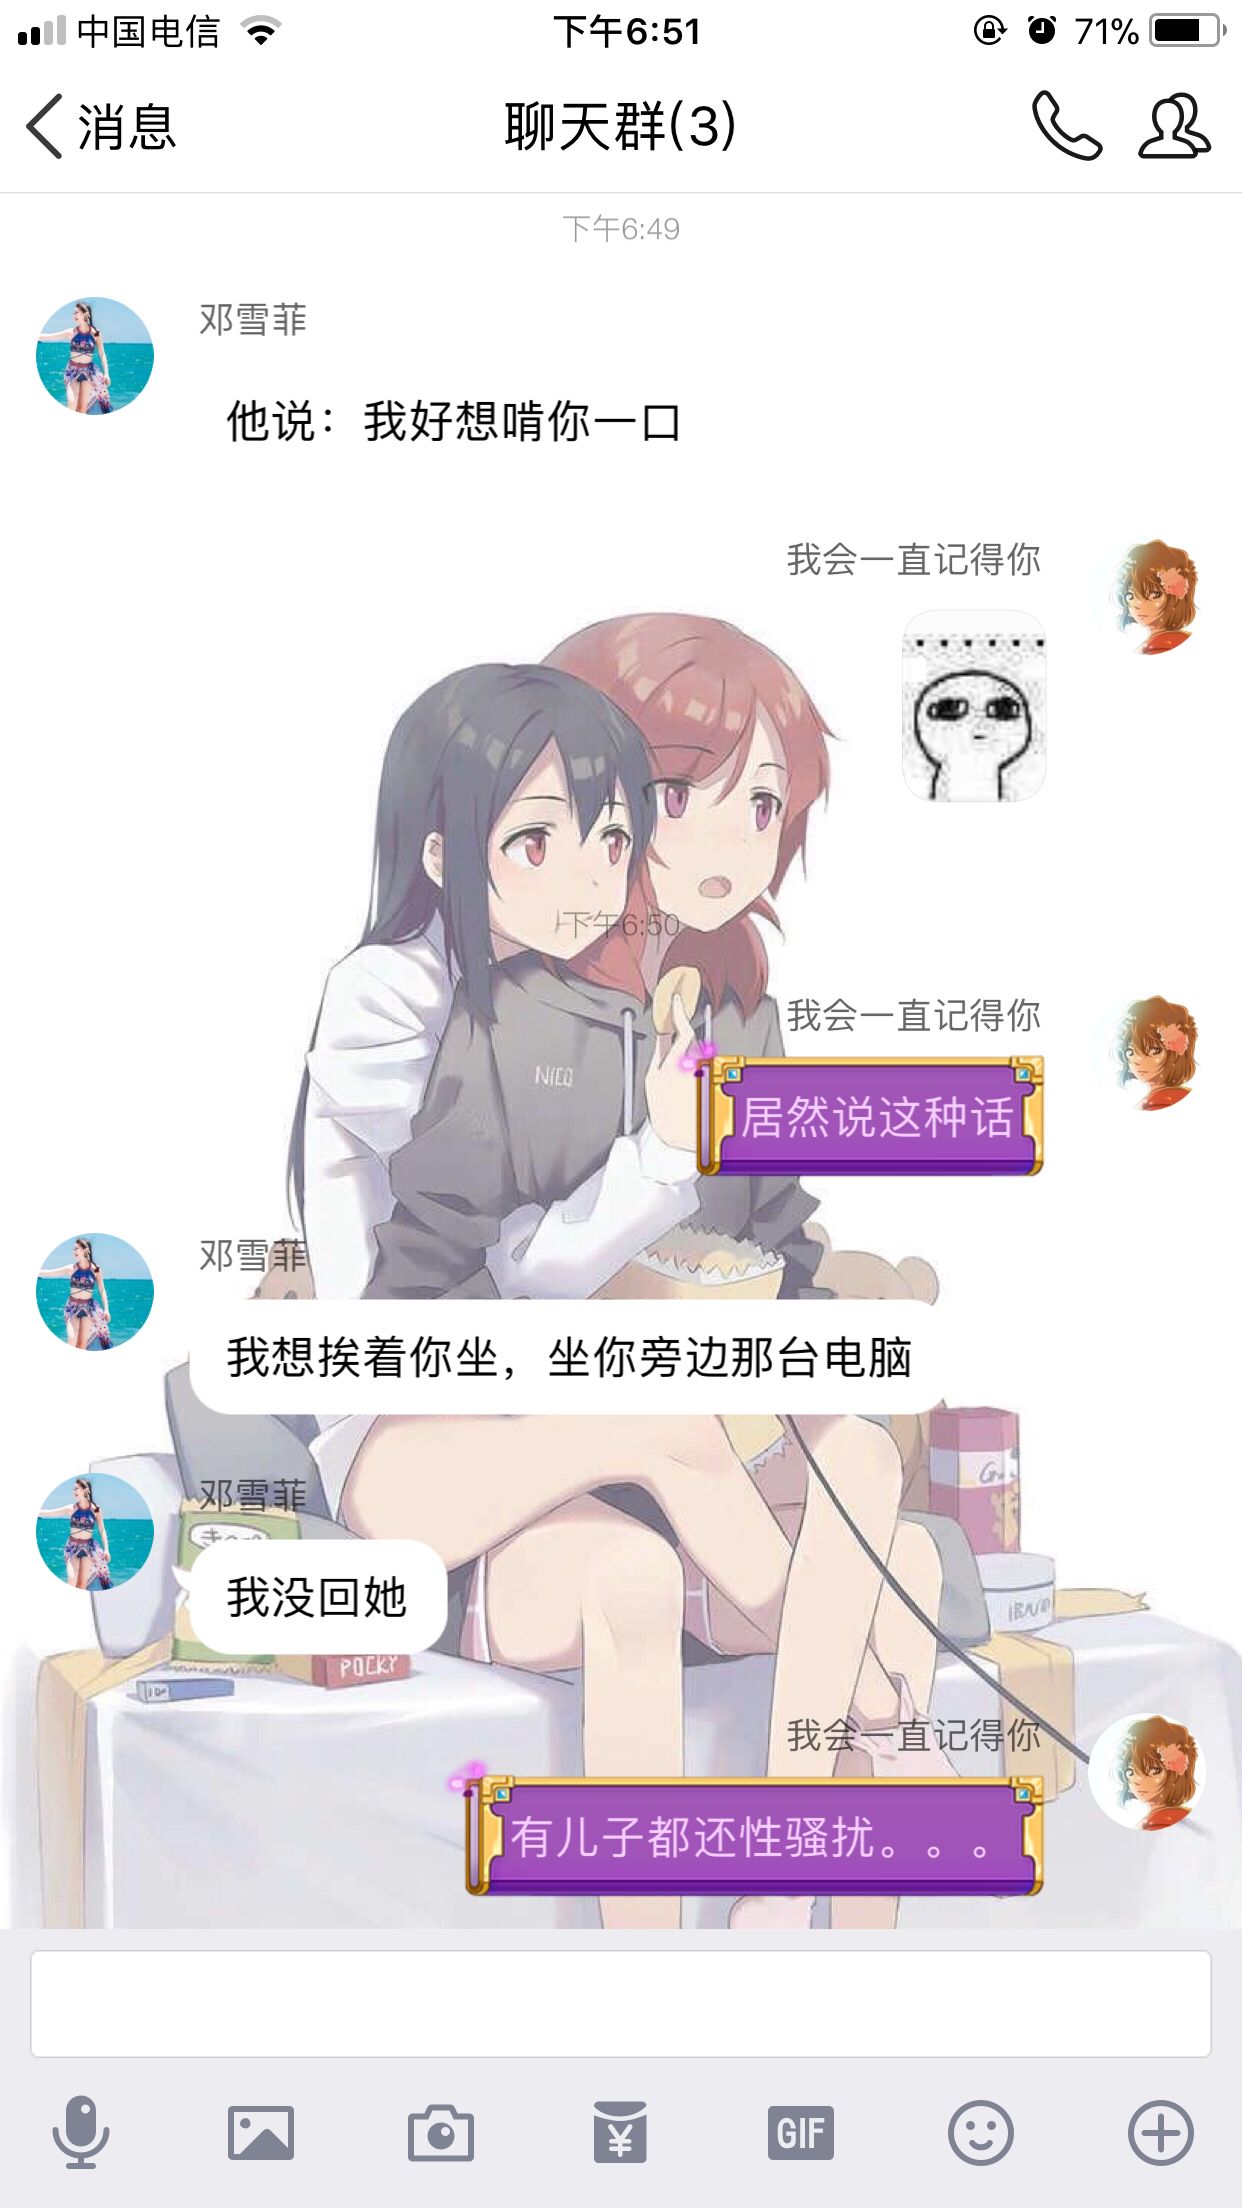 中国电信
下午6:51
71%
消息
聊天群(3)
下午6:49
邓雪菲
他说：我好想啃你一口
我会一直记得你
下午6:50
我会一直记得你
NICO
居然说这种话
邓雪菲
我想挨着你坐，坐你旁边那台电脑
邓雪菲
我没回她
POCKY
我会一直记得你
有儿子都还性骚扰。。。
GIF